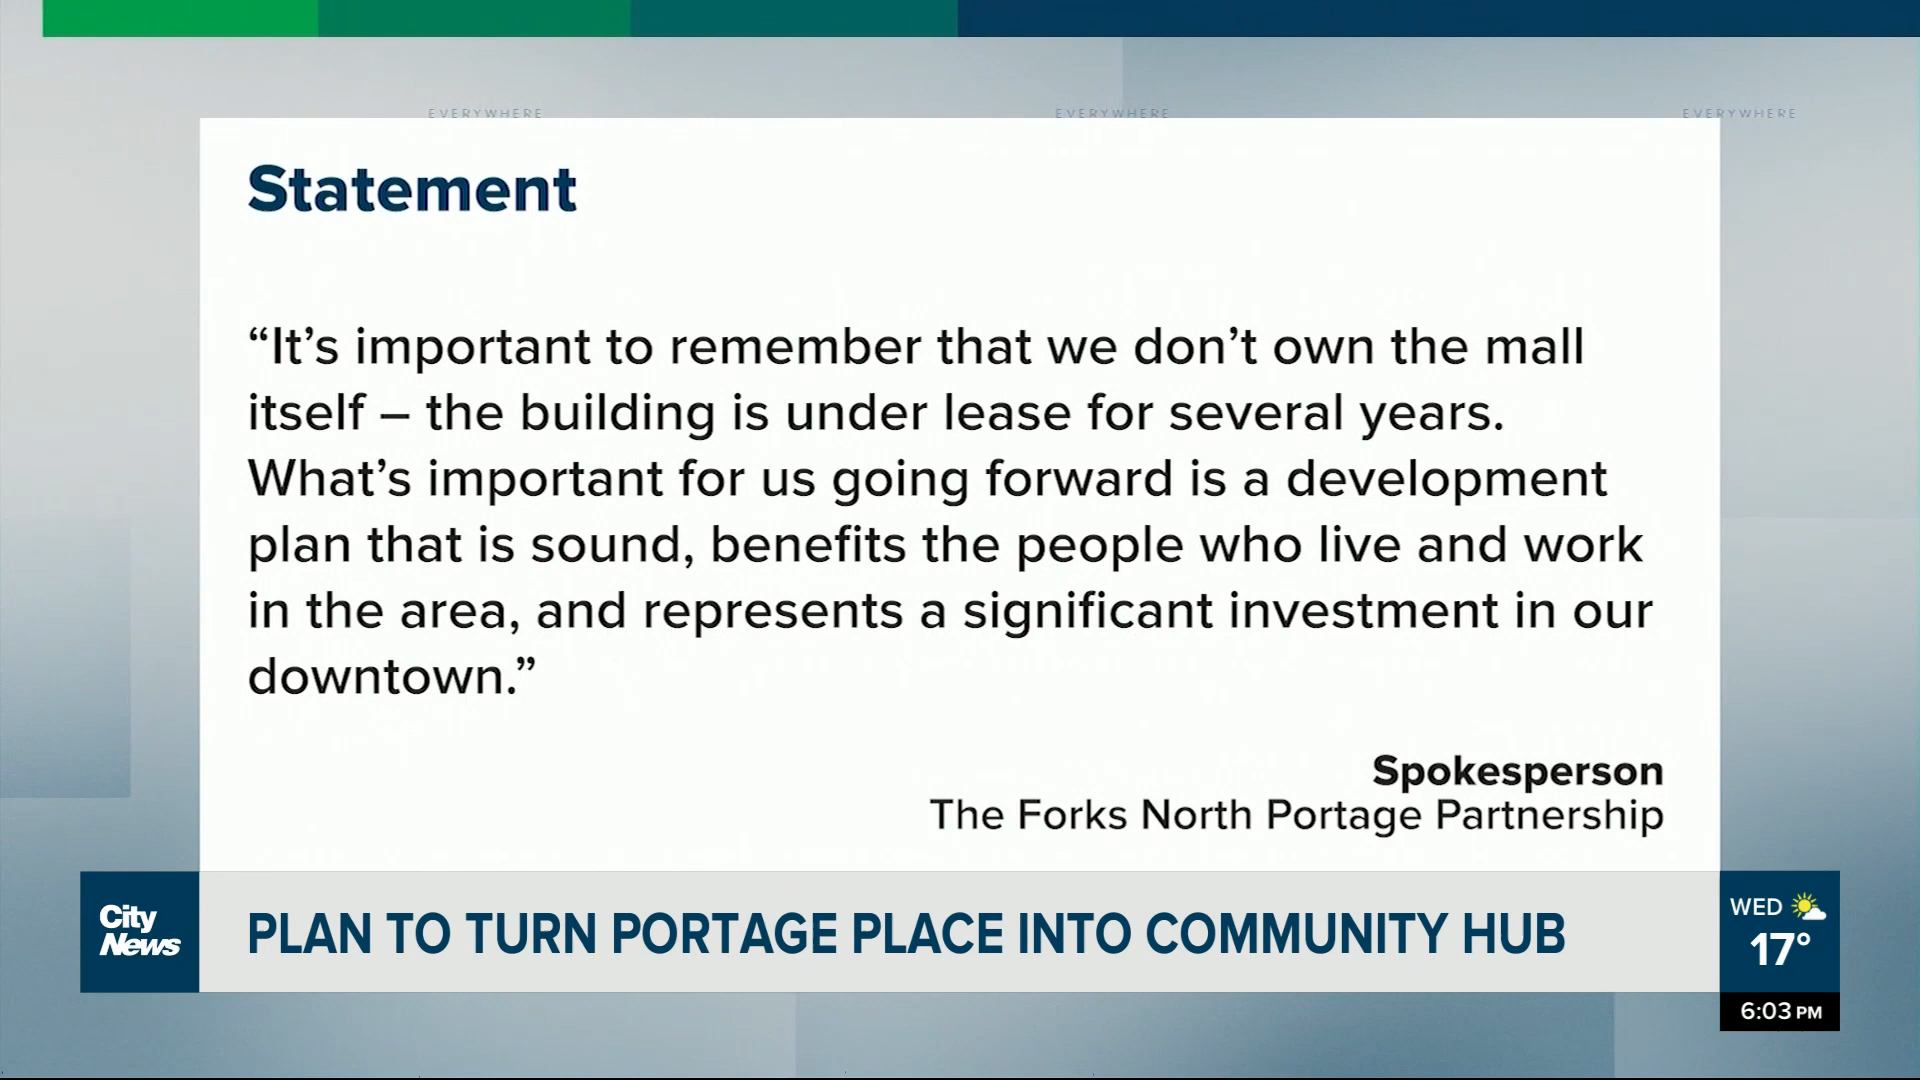 EVERYWHERE EVERYWHERE EVERYWHERE
Statement
“It’s important to remember that we don’t own the mall
itself – the building is under lease for several years.
What’s important for us going forward is a development
plan that is sound, benefits the people who live and work
in the area, and represents a significant investment in our
downtown.”
Spokesperson
The Forks North Portage Partnership
City
News
PLAN TO TURN PORTAGE PLACE INTO COMMUNITY HUB
WED
17°
6:03 PM